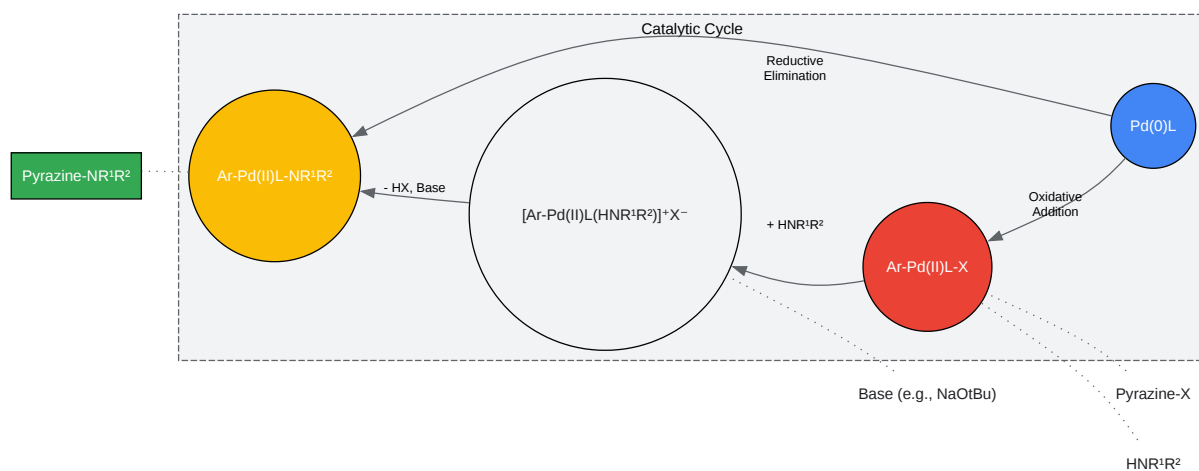 Catalytic Cycle
Reductive
Elimination
Pd(0)L
Pyrazine-NR¹R²
Ar-Pd(II)L-NR¹R²
- HX, Base
[Ar-Pd(II)L(HNR¹R²)]⁺X⁻
+ HNR¹R²
Oxidative
Addition
Ar-Pd(II)L-X
Base (e.g., NaOtBu)
Pyrazine-X
HNR¹R²